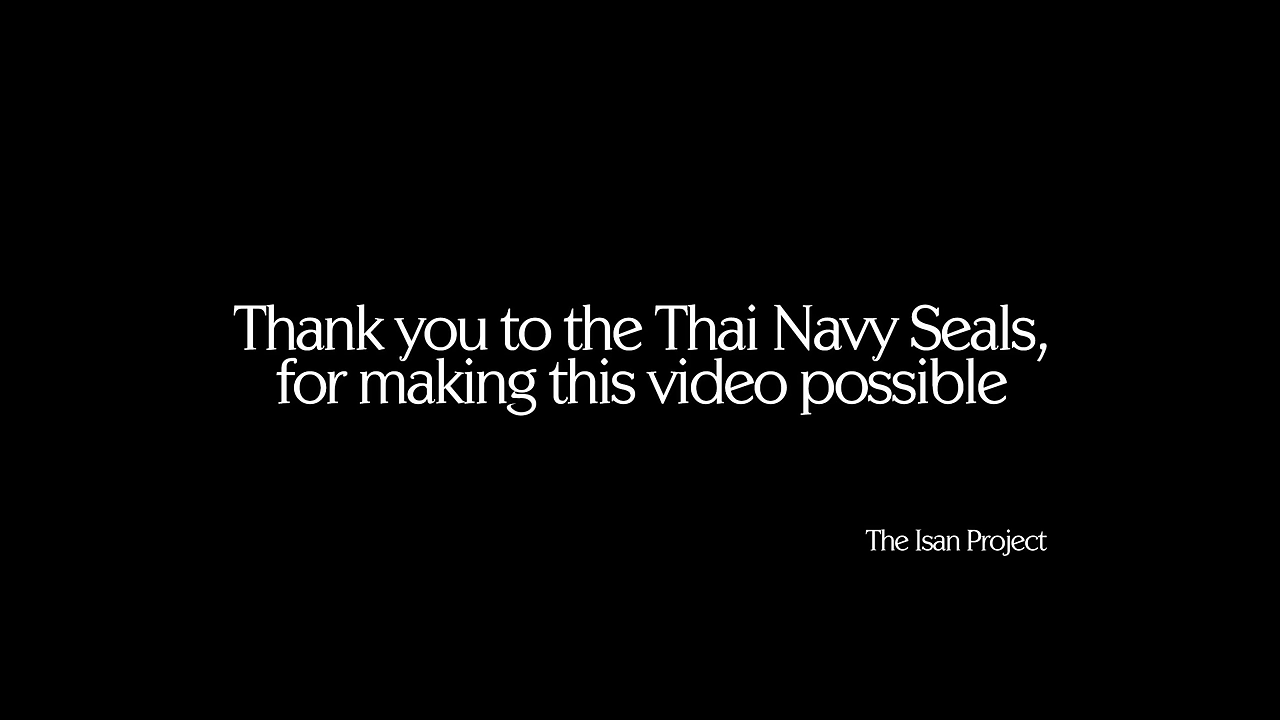 Thank you to the Thai Navy Seals,
for making this video possible
The Isan Project